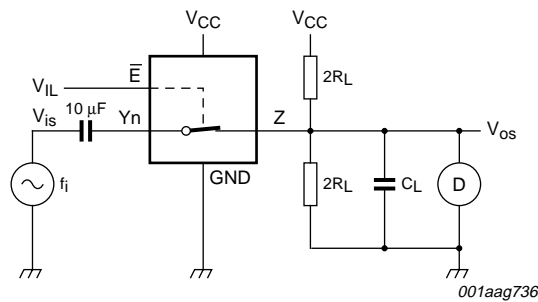 VCC
VCC
E̅
2RL
VIL
10 μF
Vis
Yn
Z
Vos
fi
GND
2RL
CL
D
001aag736